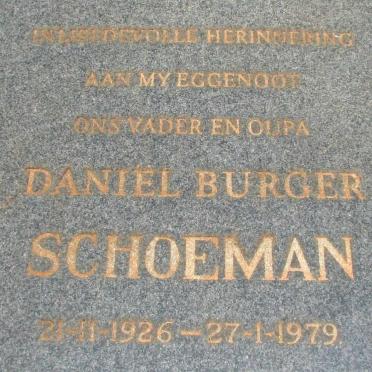 IN LIEFDEVOLLE HERINNERING
AAN MY EGGENOOT
ONS VADER EN OUPA
DANIËL BURGER
SCHOEMAN
21-11-1926 — 27-1-1979.